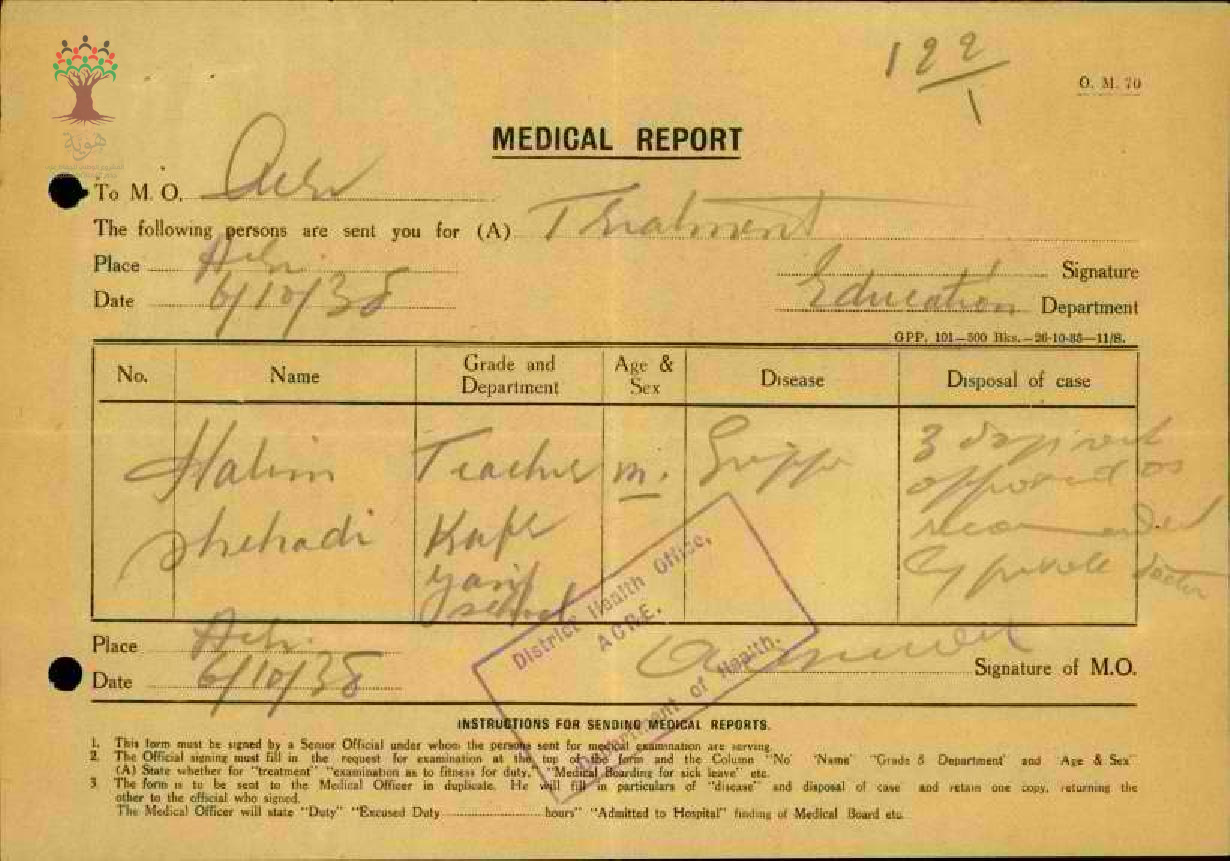 122/1
O. M. 70
هوية
MEDICAL REPORT
To M. O. Acre
The following persons are sent you for (A) Treatment
Place Acre
Signature
Date 6/10/38
Education Department
GPP. 101—500 Bks.—26-10-35—11/8.
No. Name Grade and Department Age & Sex Disease Disposal of case
Halim Teacher m. Grippe 3 days rest
approved as
Shehadi Kafr recommended
Yasif by private doctor
school
District Health Office,
ACRE.
Department of Health.
Place Acre
Date 6/10/38
Signature of M.O.
INSTRUCTIONS FOR SENDING MEDICAL REPORTS.
1. This form must be signed by a Senior Official under whom the persons sent for medical examination are serving.
2. The Official signing must fill in the request for examination at the top of the form and the Column "No" 'Name' "Grade & Department' and 'Age & Sex"
(A) State whether for "treatment" "examination as to fitness for duty," "Medical Boarding for sick leave' etc.
3 The form is to be sent to the Medical Officer in duplicate. He will fill in particulars of "disease" and disposal of case and retain one copy, returning the
other to the official who signed.
The Medical Officer will state "Duty" "Excused Duty ........ hours" "Admitted to Hospital" finding of Medical Board etc.